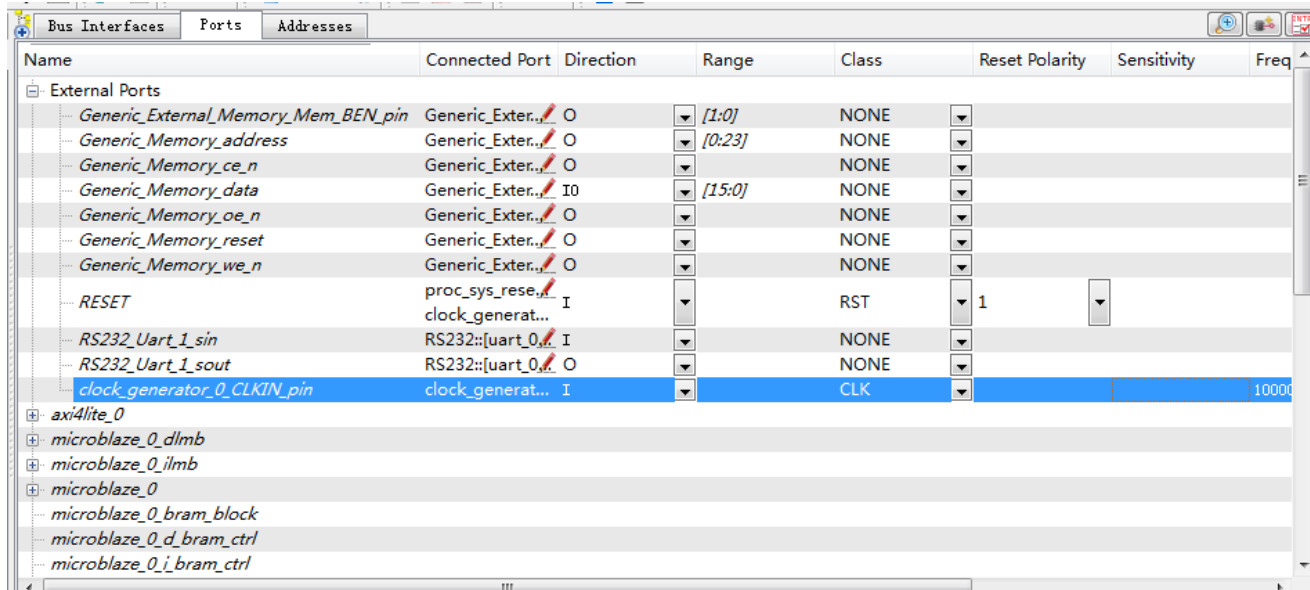 Bus Interfaces Ports Addresses
Name Connected Port Direction Range Class Reset Polarity Sensitivity Freq
External Ports
Generic_External_Memory_Mem_BEN_pin Generic_Exter... O [1:0] NONE
Generic_Memory_address Generic_Exter... O [0:23] NONE
Generic_Memory_ce_n Generic_Exter... O NONE
Generic_Memory_data Generic_Exter... IO [15:0] NONE
Generic_Memory_oe_n Generic_Exter... O NONE
Generic_Memory_reset Generic_Exter... O NONE
Generic_Memory_we_n Generic_Exter... O NONE
RESET proc_sys_rese... I RST 1
clock_generat...
RS232_Uart_1_sin RS232::[uart_0... I NONE
RS232_Uart_1_sout RS232::[uart_0... O NONE
clock_generator_0_CLKIN_pin clock_generat... I CLK 10000
axi4lite_0
microblaze_0_dlmb
microblaze_0_ilmb
microblaze_0
microblaze_0_bram_block
microblaze_0_d_bram_ctrl
microblaze_0_i_bram_ctrl